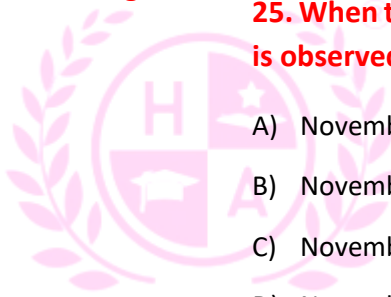 25. When
is observe
A) Novem
B) Novem
C) Novem
H
A